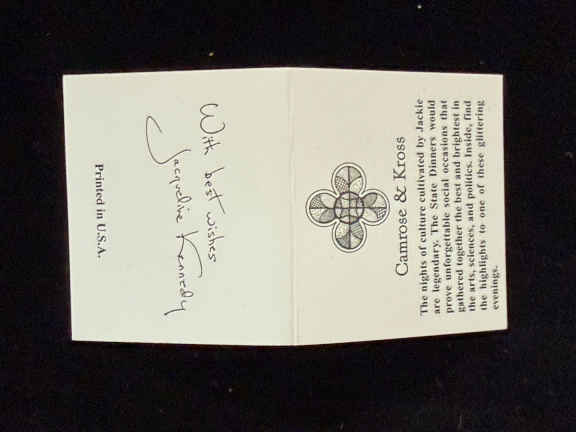 With best wishes
Jacqueline Kennedy
Printed in U.S.A.
Camrose & Kross
The nights of culture cultivated by Jackie
are legendary. The State Dinners would
prove unforgettable social occasions that
gathered together the best and brightest in
the arts, sciences, and politics. Inside, find
the highlights to one of these glittering
evenings.